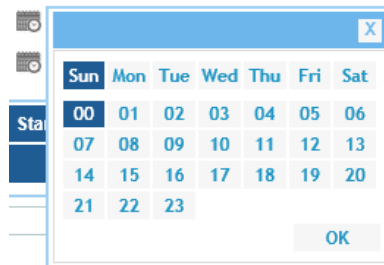 X
Sun Mon Tue Wed Thu Fri Sat
00 01 02 03 04 05 06
Sta
07 08 09 10 11 12 13
14 15 16 17 18 19 20
21 22 23
OK